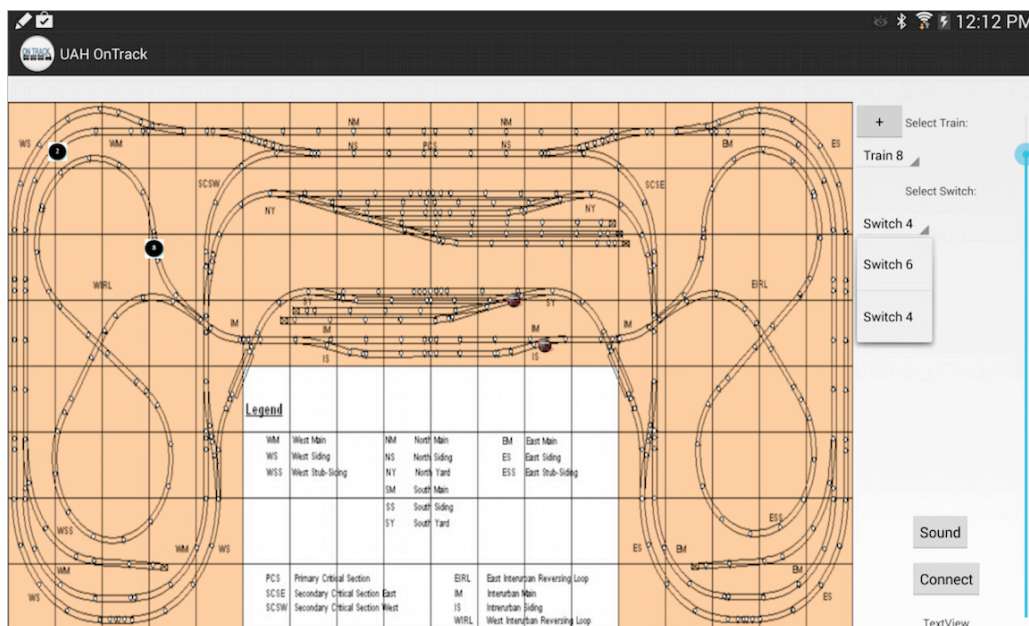 12:12 PM
ON TRACK
UAH OnTrack
NM NM
WS WM NS PCS NS EM ES
2
+ Select Train:
Train 8
SCSW SCSE
Select Switch:
NY NY
Switch 4
8
Switch 6
WIRL EIRL
SY SY
Switch 4
IM IM IM IM
IS IS
Legend
WM West Main NM North Main EM East Main
WS West Siding NS North Siding ES East Siding
WSS West Stub-Siding NY North Yard ESS East Stub-Siding
SM South Main
SS South Siding
SY South Yard
WSS ESS
Sound
WM WS ES EM
WM EM
PCS Primary Critical Section EIRL East Interurban Reversing Loop
Connect
SCSE Secondary Critical Section East IM Interurban Main
WS ES
SCSW Secondary Critical Section West IS Intrerurban Siding
WIRL West Interurban Reversing Loop
TextView